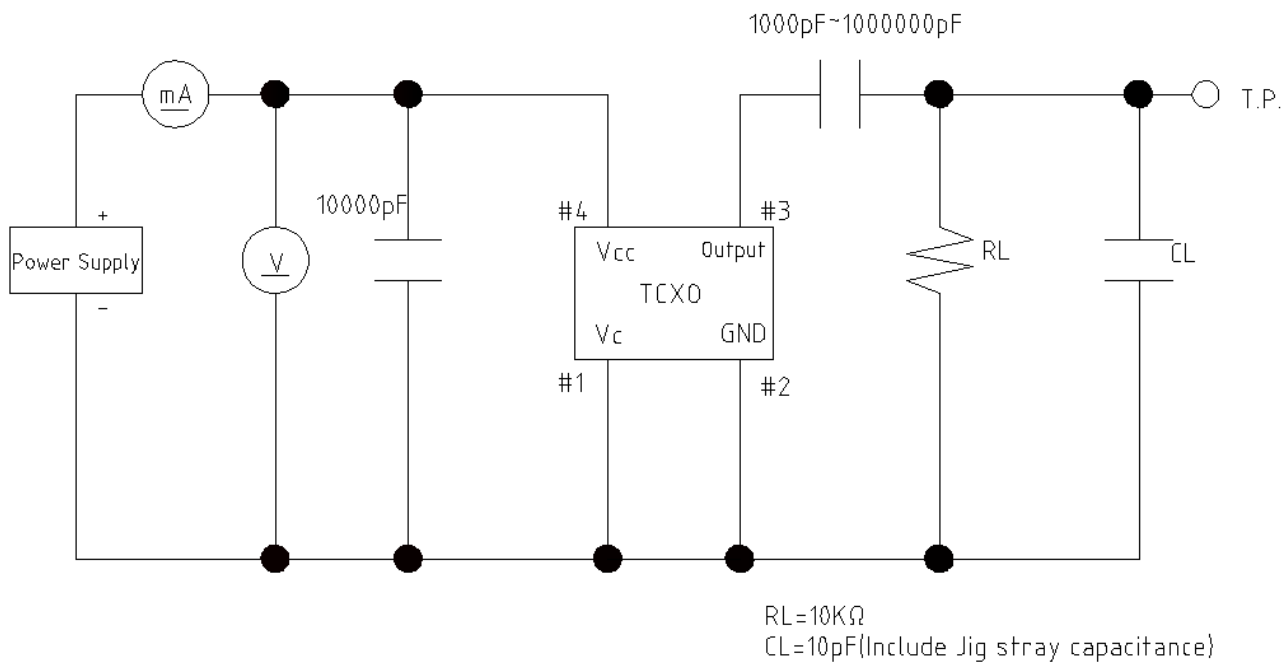 1000pF~1000000pF
mA
T.P.
10000pF
#4
#3
+
Power Supply
-
V
Vcc
Output
TCXO
Vc
GND
RL
CL
#1
#2
RL=10KΩ
CL=10pF(Include Jig stray capacitance)